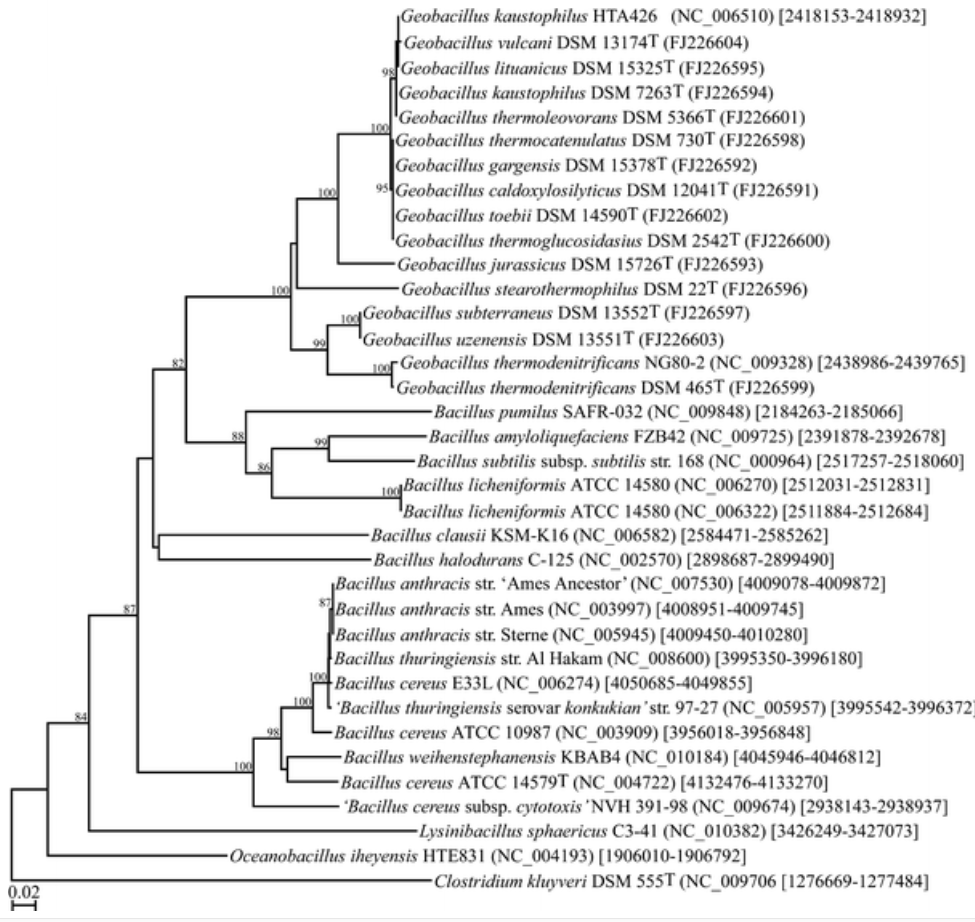 Geobacillus kaustophilus HTA426 (NC_006510) [2418153-2418932]
Geobacillus vulcani DSM 13174T (FJ226604)
98
Geobacillus lituanicus DSM 15325T (FJ226595)
Geobacillus kaustophilus DSM 7263T (FJ226594)
Geobacillus thermoleovorans DSM 5366T (FJ226601)
100
Geobacillus thermocatenulatus DSM 730T (FJ226598)
Geobacillus gargensis DSM 15378T (FJ226592)
95
Geobacillus caldoxylosilyticus DSM 12041T (FJ226591)
100
Geobacillus toebii DSM 14590T (FJ226602)
Geobacillus thermoglucosidasius DSM 2542T (FJ226600)
Geobacillus jurassicus DSM 15726T (FJ226593)
100
Geobacillus stearothermophilus DSM 22T (FJ226596)
Geobacillus subterraneus DSM 13552T (FJ226597)
100
Geobacillus uzenensis DSM 13551T (FJ226603)
99
Geobacillus thermodenitrificans NG80-2 (NC_009328) [2438986-2439765]
82
100
Geobacillus thermodenitrificans DSM 465T (FJ226599)
Bacillus pumilus SAFR-032 (NC_009848) [2184263-2185066]
88
Bacillus amyloliquefaciens FZB42 (NC_009725) [2391878-2392678]
99
Bacillus subtilis subsp. subtilis str. 168 (NC_000964) [2517257-2518060]
86
Bacillus licheniformis ATCC 14580 (NC_006270) [2512031-2512831]
100
Bacillus licheniformis ATCC 14580 (NC_006322) [2511884-2512684]
Bacillus clausii KSM-K16 (NC_006582) [2584471-2585262]
Bacillus halodurans C-125 (NC_002570) [2898687-2899490]
Bacillus anthracis str. ‘Ames Ancestor’ (NC_007530) [4009078-4009872]
87
87
Bacillus anthracis str. Ames (NC_003997) [4008951-4009745]
Bacillus anthracis str. Sterne (NC_005945) [4009450-4010280]
Bacillus thuringiensis str. Al Hakam (NC_008600) [3995350-3996180]
100
Bacillus cereus E33L (NC_006274) [4050685-4049855]
100
‘Bacillus thuringiensis serovar konkukian’ str. 97-27 (NC_005957) [3995542-3996372]
84
98
Bacillus cereus ATCC 10987 (NC_003909) [3956018-3956848]
Bacillus weihenstephanensis KBAB4 (NC_010184) [4045946-4046812]
100
Bacillus cereus ATCC 14579T (NC_004722) [4132476-4133270]
‘Bacillus cereus subsp. cytotoxis’ NVH 391-98 (NC_009674) [2938143-2938937]
Lysinibacillus sphaericus C3-41 (NC_010382) [3426249-3427073]
Oceanobacillus iheyensis HTE831 (NC_004193) [1906010-1906792]
Clostridium kluyveri DSM 555T (NC_009706 [1276669-1277484]
0.02